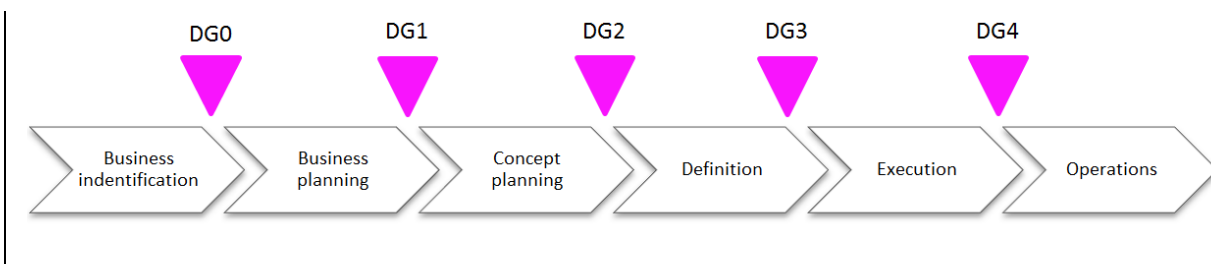 DG0 DG1 DG2 DG3 DG4
Business
indentification
Business
planning
Concept
planning
Definition
Execution
Operations